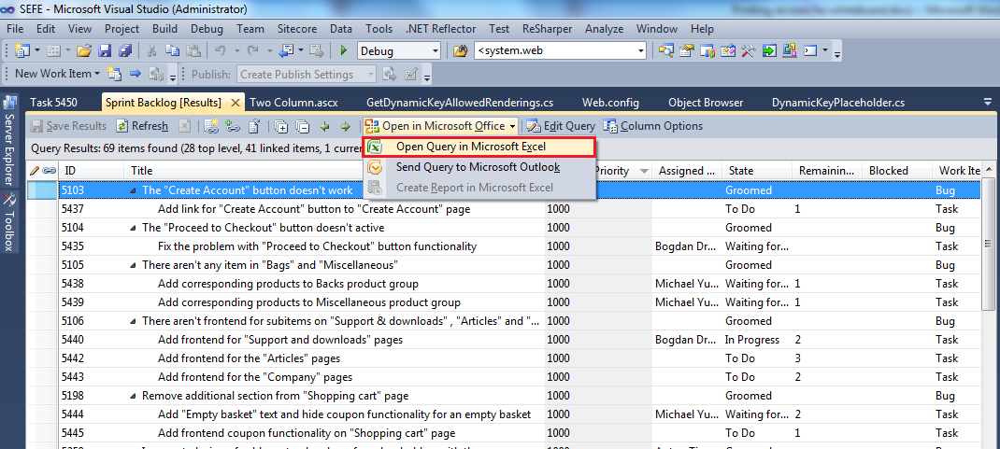 SEFE - Microsoft Visual Studio (Administrator)
File Edit View Project Build Debug Team Sitecore Data Tools .NET Reflector Test ReSharper Analyze Window Help
Debug <system.web
New Work Item Publish: Create Publish Settings
Task 5450 Sprint Backlog [Results] Two Column.ascx GetDynamicKeyAllowedRenderings.cs Web.config Object Browser DynamicKeyPlaceholder.cs
Server Explorer
Toolbox
Save Results Refresh Open in Microsoft Office Edit Query Column Options
Query Results: 69 items found (28 top level, 41 linked items, 1 curre
Open Query in Microsoft Excel
Send Query to Microsoft Outlook
Create Report in Microsoft Excel
ID Title Priority Assigned ... State Remainin... Blocked Work Ite
5103 The "Create Account" button doesn't work Groomed Bug
5437 Add link for "Create Account" button to "Create Account" page 1000 To Do 1 Task
5104 The "Proceed to Checkout" button doesn't active 1000 Groomed Bug
5435 Fix the problem with "Proceed to Checkout" button functionality 1000 Bogdan Dr... Waiting for... Task
5105 There aren't any item in "Bags" and "Miscellaneous" 1000 Groomed Bug
5438 Add corresponding products to Backs product group 1000 Michael Yu... Waiting for... 1 Task
5439 Add corresponding products to Miscellaneous product group 1000 Michael Yu... Waiting for... 1 Task
5106 There aren't frontend for subitems on "Support & downloads" , "Articles" and "... 1000 Groomed Bug
5440 Add frontend for "Support and downloads" pages 1000 Bogdan Dr... In Progress 2 Task
5442 Add frontend for the "Articles" pages 1000 To Do 3 Task
5443 Add frontend for the "Company" pages 1000 To Do 2 Task
5198 Remove additional section from "Shopping cart" page 1000 Groomed Bug
5444 Add "Empty basket" text and hide coupon functionality for an empty basket 1000 Michael Yu... Waiting for... 2 Task
5445 Add frontend coupon functionality on "Shopping cart" page 1000 To Do 1 Task